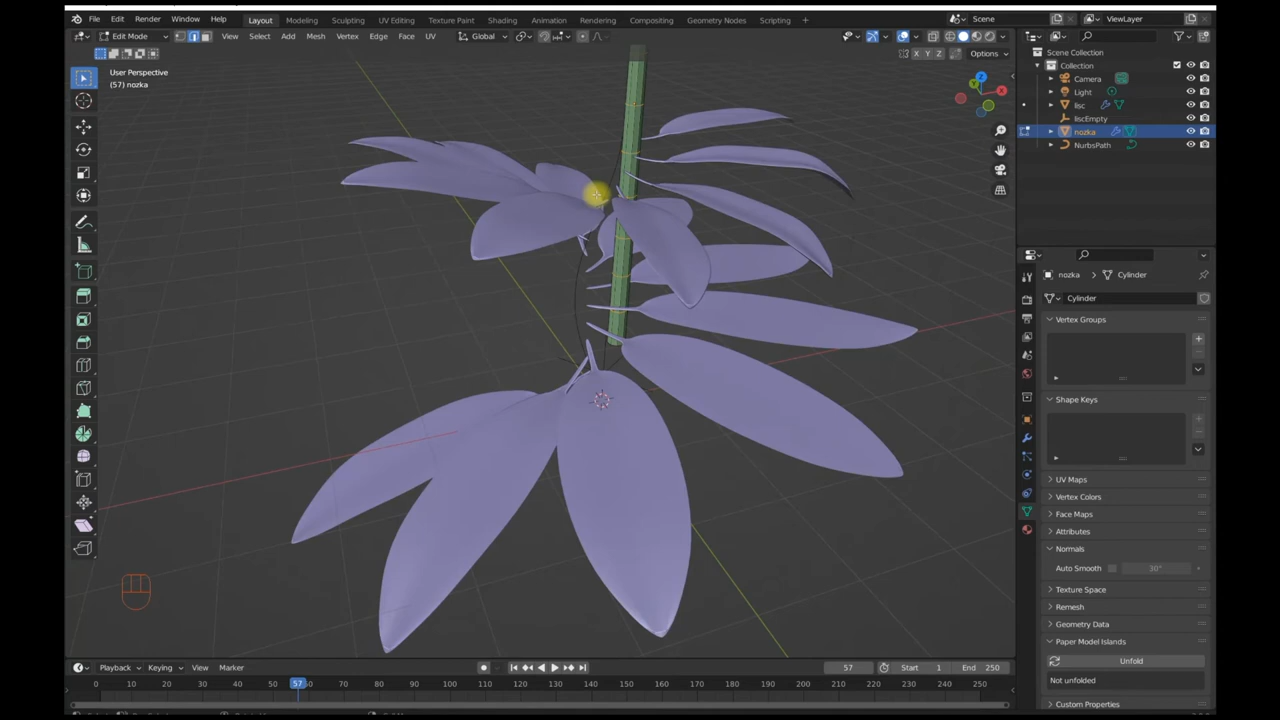 File Edit Render Window Help Layout Modeling Sculpting UV Editing Texture Paint Shading Animation Rendering Compositing Geometry Nodes Scripting + Scene ViewLayer
Edit Mode View Select Add Mesh Vertex Edge Face UV Global
X Y Z Options
User Perspective
(57) nozka
Scene Collection
Collection
Camera
Light
lisc
liscEmpty
nozka
NurbsPath
nozka Cylinder
Cylinder
Vertex Groups
Shape Keys
UV Maps
Vertex Colors
Face Maps
Attributes
Normals
Auto Smooth 30°
Texture Space
Remesh
Geometry Data
Paper Model Islands
Unfold
Not unfolded
Custom Properties
Playback Keying View Marker 57 Start 1 End 250
0 10 20 30 40 50 57 70 80 90 100 110 120 130 140 150 160 170 180 190 200 210 220 230 240 250